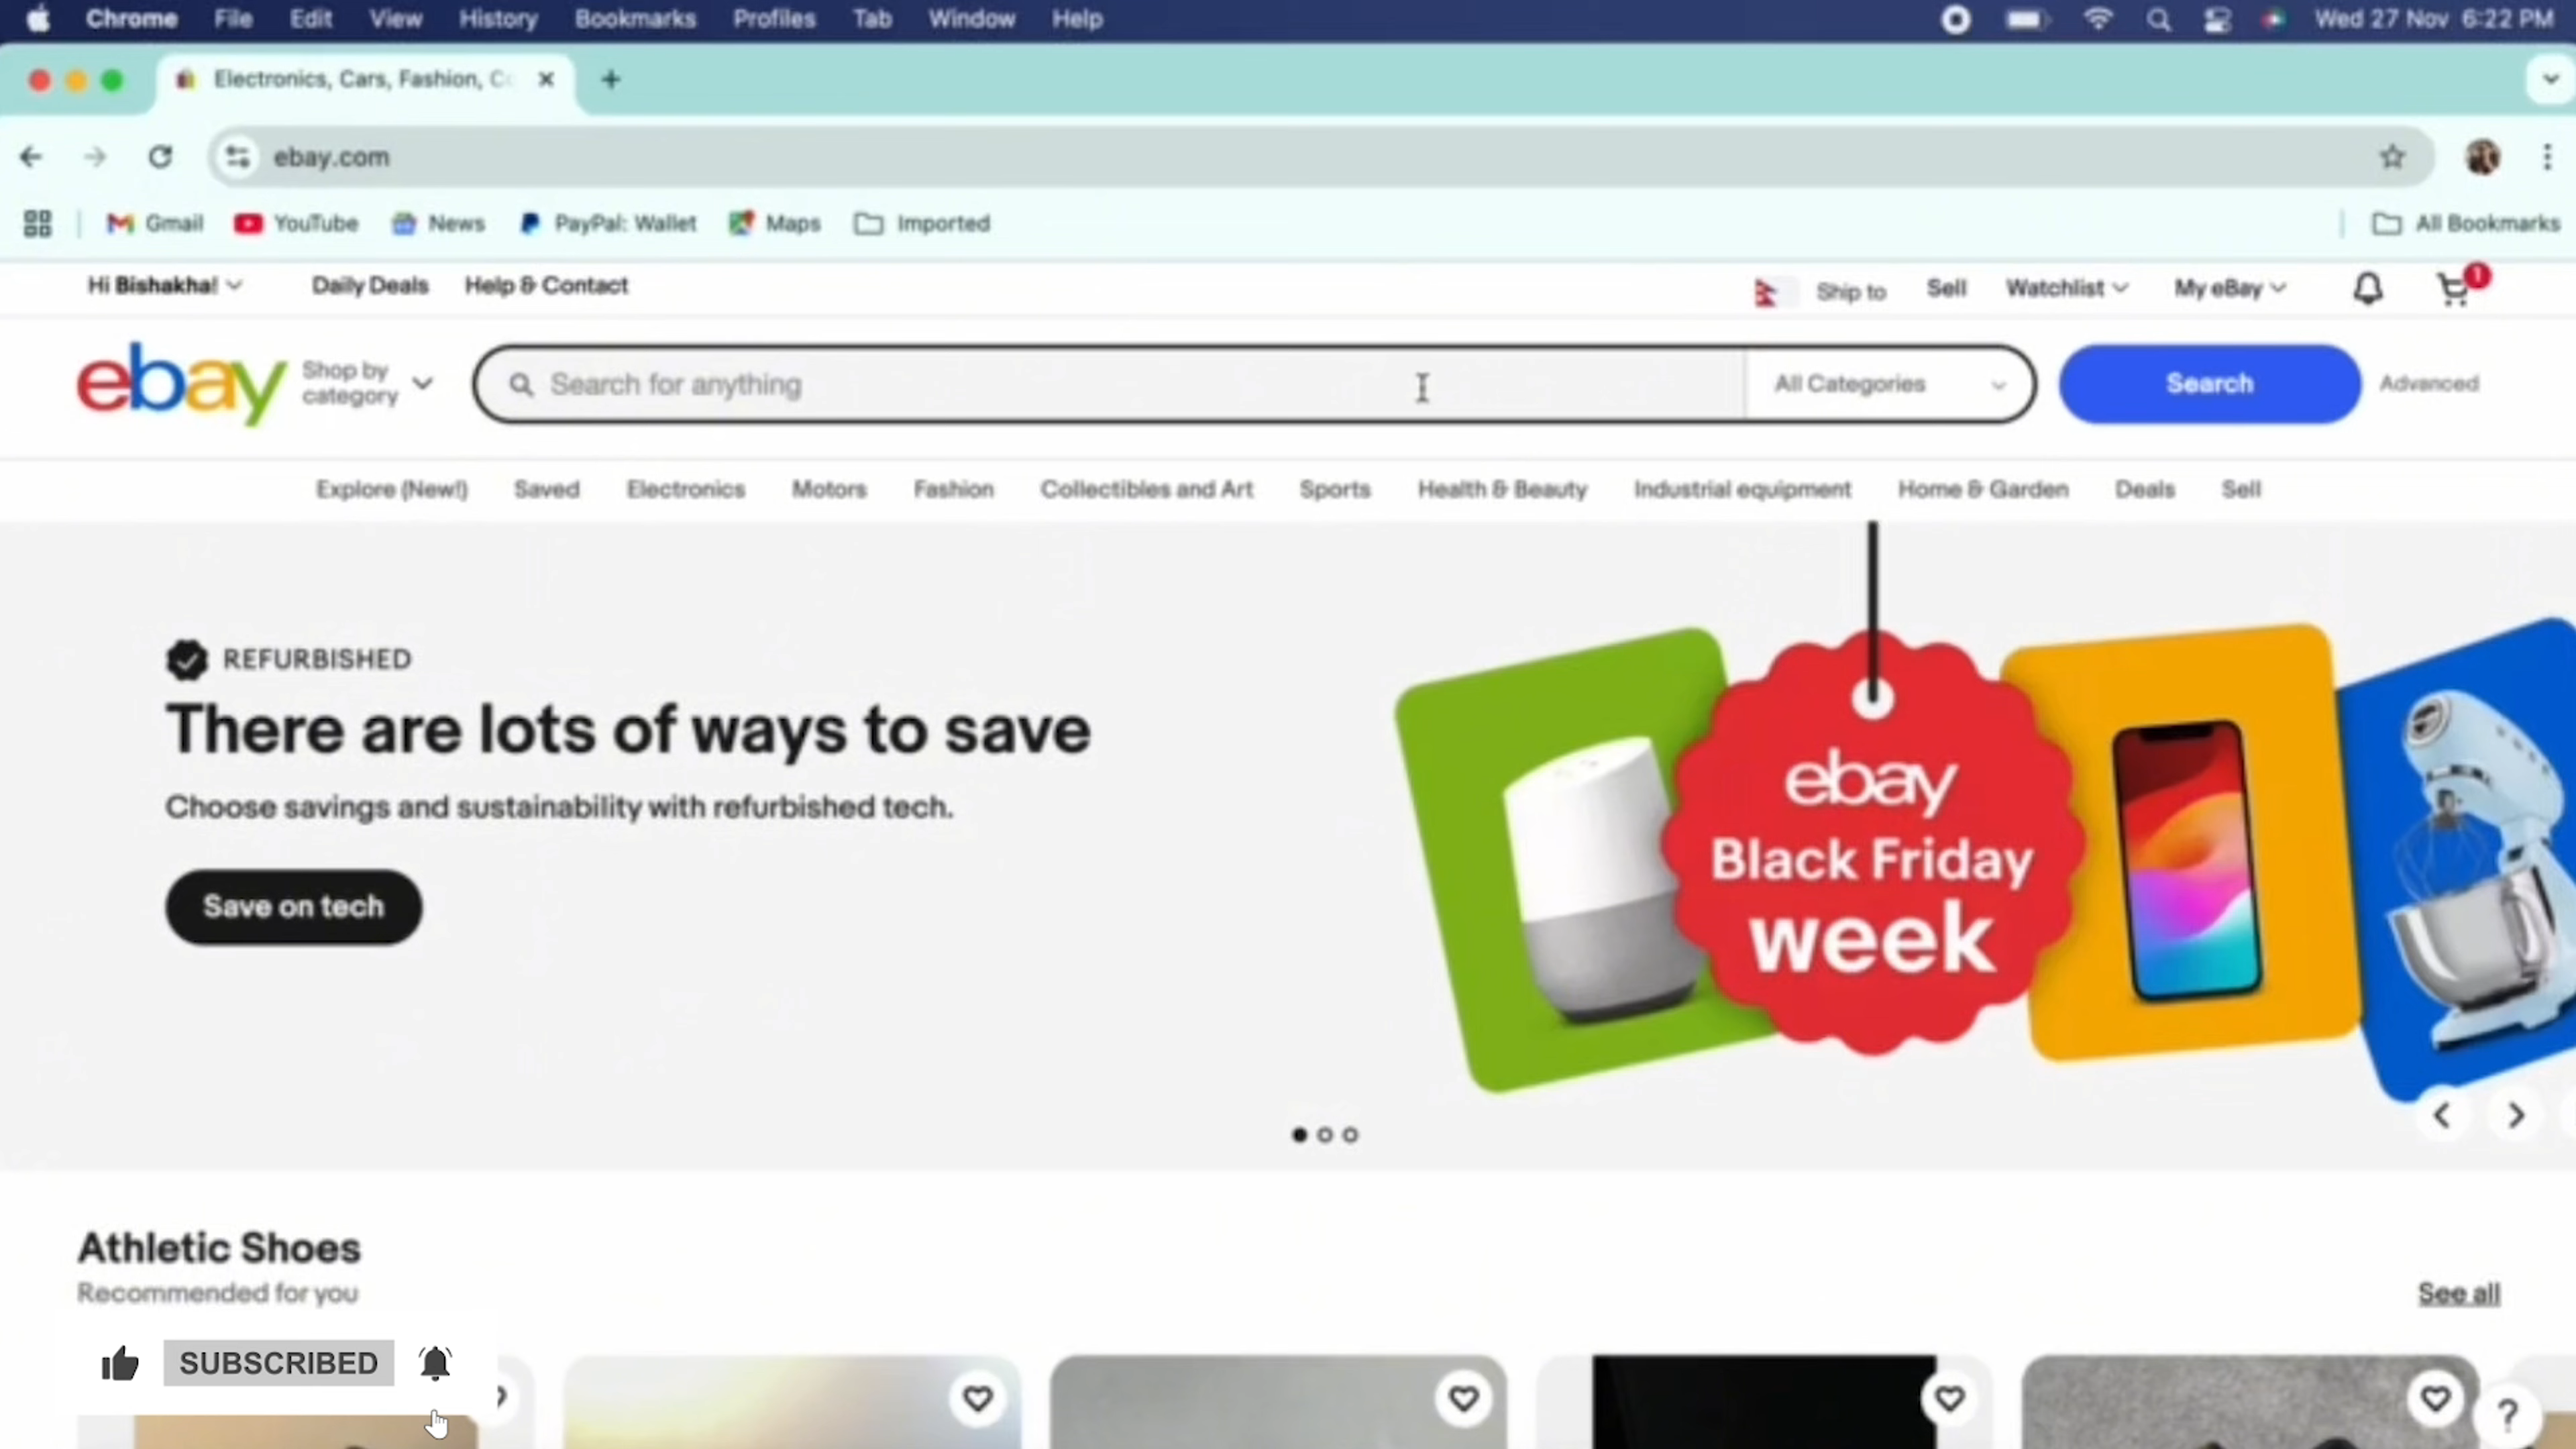 Chrome File Edit View History Bookmarks Profiles Tab Window Help Wed 27 Nov 6:22 PM
Electronics, Cars, Fashion, Co
ebay.com
Gmail YouTube News PayPal: Wallet Maps Imported All Bookmarks
Hi Bishakha! Daily Deals Help & Contact Ship to Sell Watchlist My eBay 1
ebay Shop by category Search for anything All Categories Search Advanced
Explore (New!) Saved Electronics Motors Fashion Collectibles and Art Sports Health & Beauty Industrial equipment Home & Garden Deals Sell
REFURBISHED
There are lots of ways to save
Choose savings and sustainability with refurbished tech.
Save on tech
ebay
Black Friday
week
Athletic Shoes
Recommended for you
See all
SUBSCRIBED
?